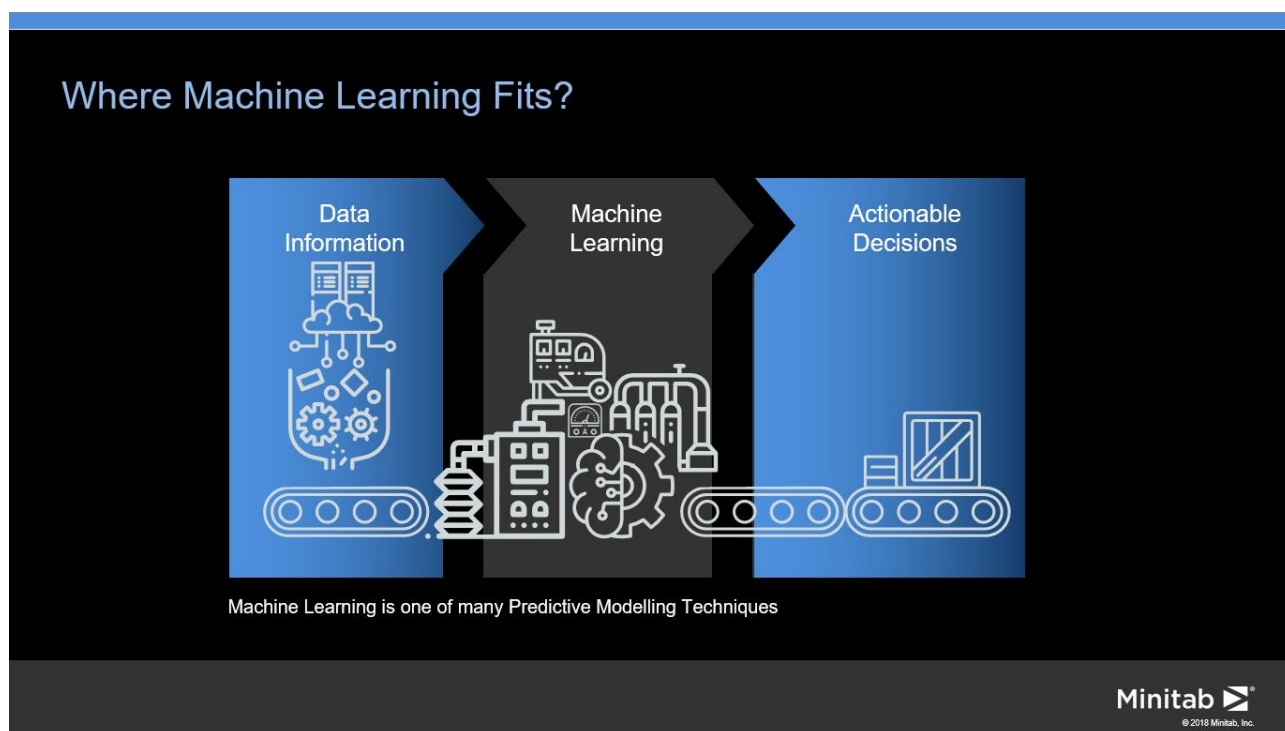 Where Machine Learning Fits?
Data
Information
Machine
Learning
Actionable
Decisions
Machine Learning is one of many Predictive Modelling Techniques
Minitab
© 2018 Minitab, Inc.